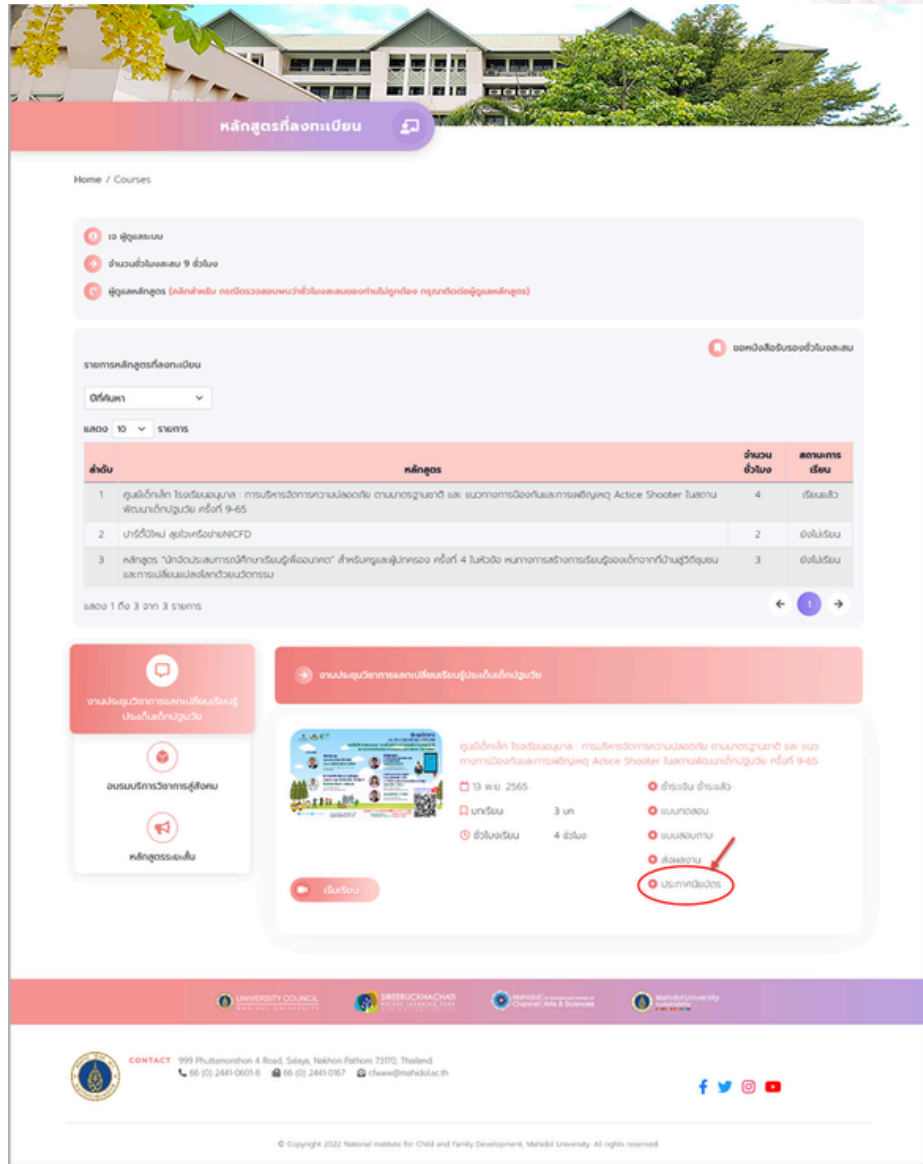 หลักสูตรที่ลงทะเบียน
Home / Courses
เอ ผู้ดูแลระบบ
จำนวนชั่วโมงสะสม 9 ชั่วโมง
ผู้ดูแลหลักสูตร (คลิกสำหรับ กรณีตรวจสอบพบว่าชั่วโมงสะสมของท่านไม่ถูกต้อง กรุณาติดต่อผู้ดูแลหลักสูตร)
ขอหนังสือรับรองชั่วโมงสะสม
รายการหลักสูตรที่ลงทะเบียน
ปีที่ค้นหา
แสดง 10 รายการ
ลำดับ หลักสูตร จำนวนชั่วโมง สถานะการเรียน
1 ศูนย์เด็กเล็ก โรงเรียนอนุบาล : การบริหารจัดการความปลอดภัย ตามมาตรฐานชาติ และ แนวทางการป้องกันและการเผชิญเหตุ Actice Shooter ในสถาน 4 เรียนแล้ว
พัฒนาเด็กปฐมวัย ครั้งที่ 9-65
2 ปาร์ตี้ปีใหม่ สุขใจเครือข่ายNICFD 2 ยังไม่เรียน
3 หลักสูตร "นักจัดประสบการณ์ศึกษาเรียนรู้เพื่ออนาคต" สำหรับครูและผู้ปกครอง ครั้งที่ 4 ในหัวข้อ หนทางการสร้างการเรียนรู้ของเด็กจากที่บ้านสู่วิถีชุมชน 3 ยังไม่เรียน
และการเปลี่ยนแปลงโลกด้วยนวัตกรรม
แสดง 1 ถึง 3 จาก 3 รายการ
1
งานประชุมวิชาการแลกเปลี่ยนเรียนรู้
ประเด็นเด็กปฐมวัย
อบรมบริการวิชาการสู่สังคม
หลักสูตรระยะสั้น
งานประชุมวิชาการแลกเปลี่ยนเรียนรู้ประเด็นเด็กปฐมวัย
ศูนย์เด็กเล็ก โรงเรียนอนุบาล : การบริหารจัดการความปลอดภัย ตามมาตรฐานชาติ และ แนว
ทางการป้องกันและการเผชิญเหตุ Actice Shooter ในสถานพัฒนาเด็กปฐมวัย ครั้งที่ 9-65
13 พ.ย. 2565 ชำระเงิน ชำระแล้ว
บทเรียน 3 บท แบบทดสอบ
ชั่วโมงเรียน 4 ชั่วโมง แบบสอบถาม
ส่งผลงาน
ประกาศนียบัตร
เริ่มเรียน
UNIVERSITY COUNCIL
MAHIDOL UNIVERSITY
SIREERUCKHACHATI
NATURE LEARNING PARK
MAHIDOL UNIVERSITY
Mahidol
Channel Arts & Sciences
Mahidol University
CONTACT 999 Phuttamonthon 4 Road, Salaya, Nakhon Pathom 73170, Thailand
66 (0) 2441-0601-8 66 (0) 2441-0167 cfwww@mahidol.ac.th
© Copyright 2022 National Institute for Child and Family Development, Mahidol University. All rights reserved.